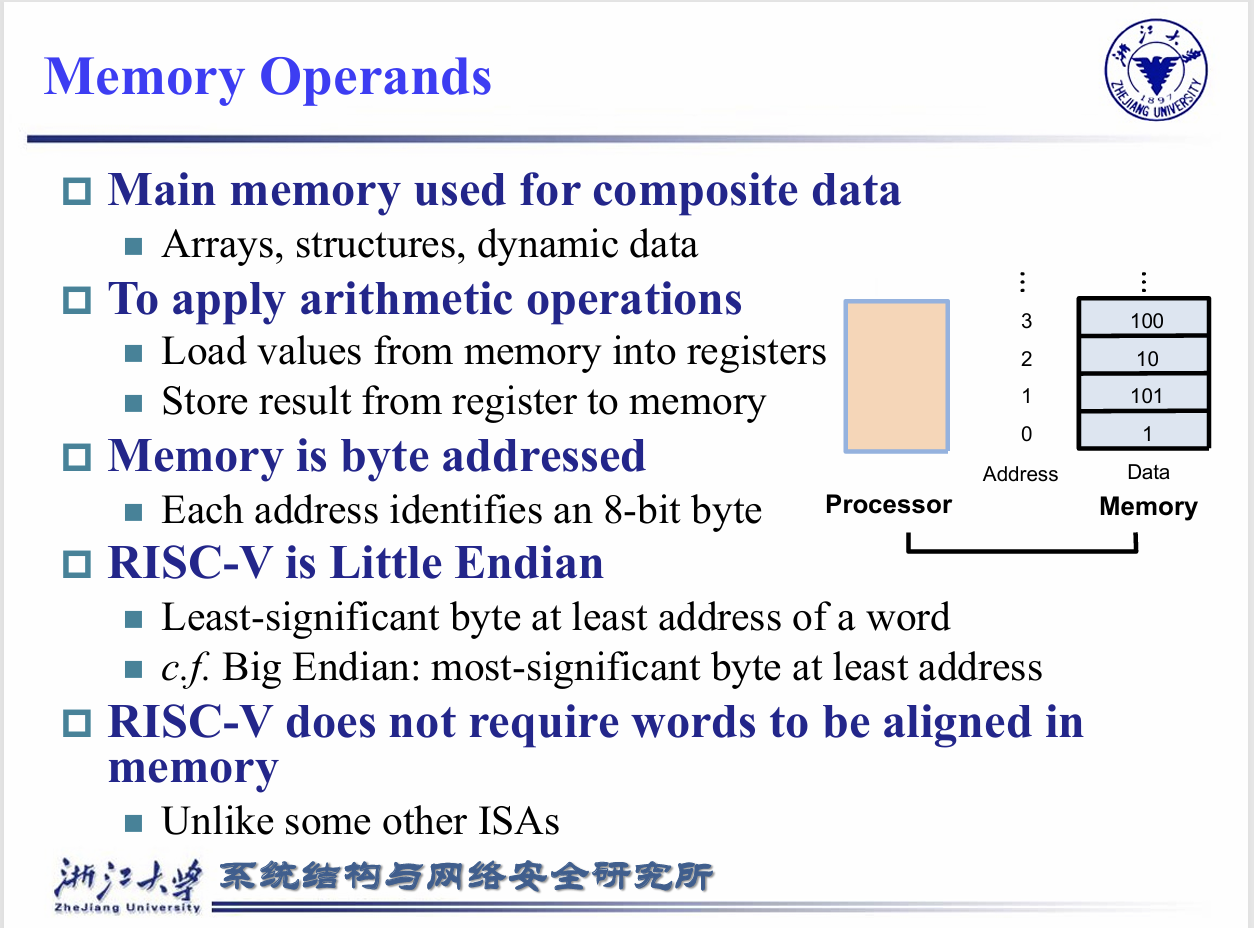 Memory Operands
浙江大学
ZHEJIANG UNIVERSITY
1897
Main memory used for composite data
Arrays, structures, dynamic data
To apply arithmetic operations
Load values from memory into registers
Store result from register to memory
Memory is byte addressed
Each address identifies an 8-bit byte
RISC-V is Little Endian
Least-significant byte at least address of a word
c.f. Big Endian: most-significant byte at least address
RISC-V does not require words to be aligned in
memory
Unlike some other ISAs
⋮ ⋮
3 100
2 10
1 101
0 1
Address Data
Processor Memory
浙江大学 系统结构与网络安全研究所
ZheJiang University